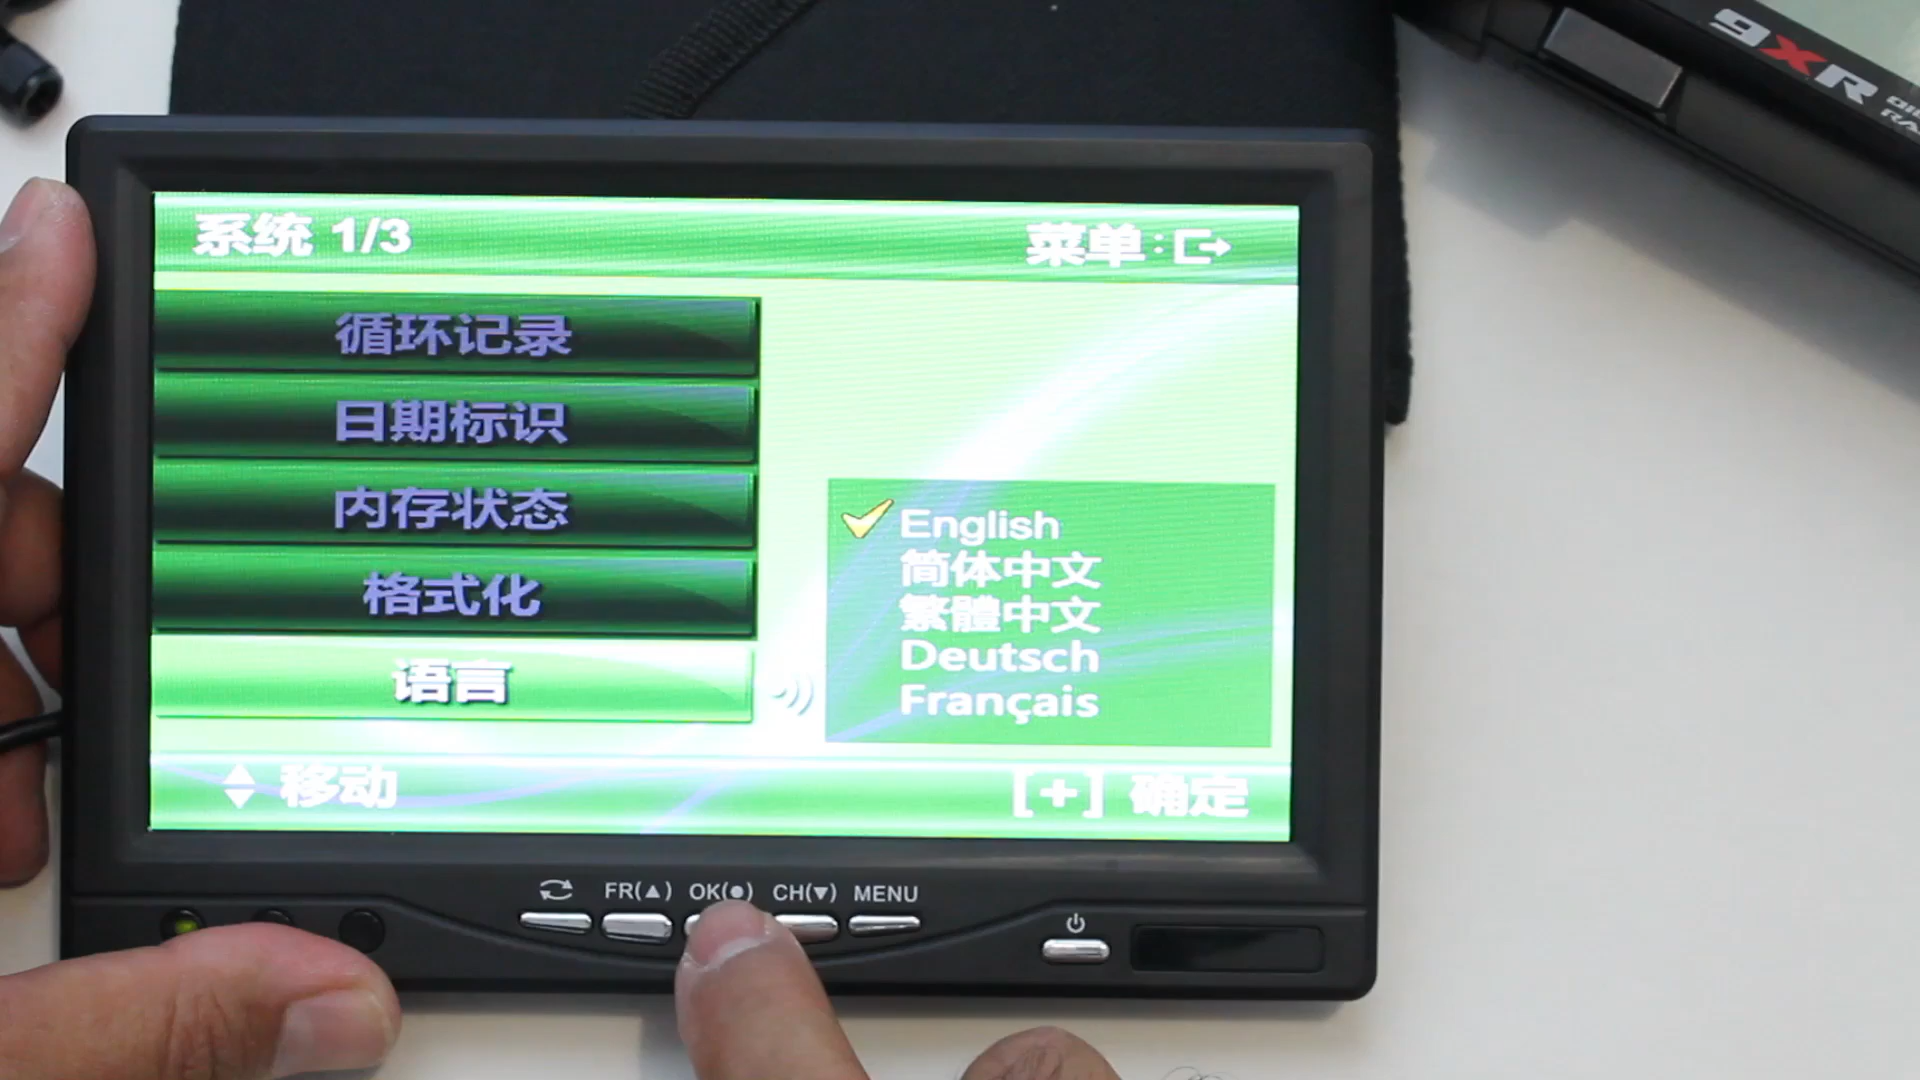 9XR
系统 1/3
菜单:
循环记录
日期标识
内存状态
格式化
语言
English
简体中文
繁體中文
Deutsch
Français
移动
[+] 确定
FR(▲) OK(●) CH(▼) MENU